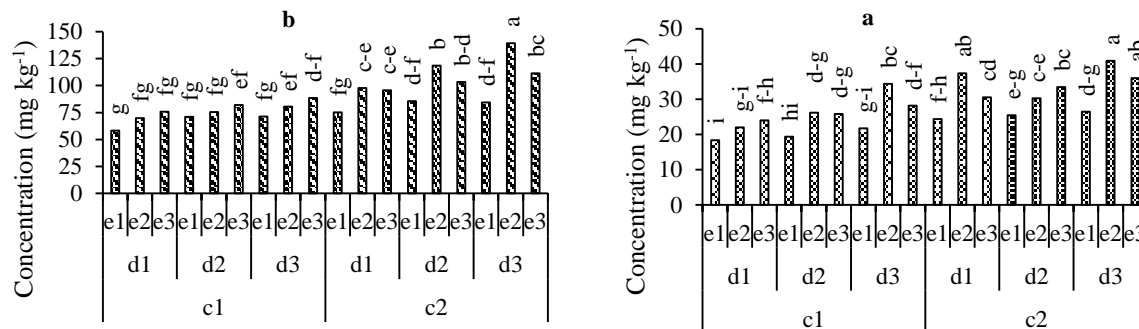 b
Concentration (mg kg⁻¹)
150
125
100
75
50
25
0
g fg fg fg fg ef fg ef d-f fg c-e c-e d-f b b-d d-f a bc
e1 e2 e3 e1 e2 e3 e1 e2 e3 e1 e2 e3 e1 e2 e3 e1 e2 e3
d1 d2 d3 d1 d2 d3
c1 c2
a
Concentration (mg kg⁻¹)
50
40
30
20
10
0
i g-i f-h hi d-g d-g g-i bc d-f f-h ab cd e-g c-e bc d-g a ab
e1 e2 e3 e1 e2 e3 e1 e2 e3 e1 e2 e3 e1 e2 e3 e1 e2 e3
d1 d2 d3 d1 d2 d3
c1 c2